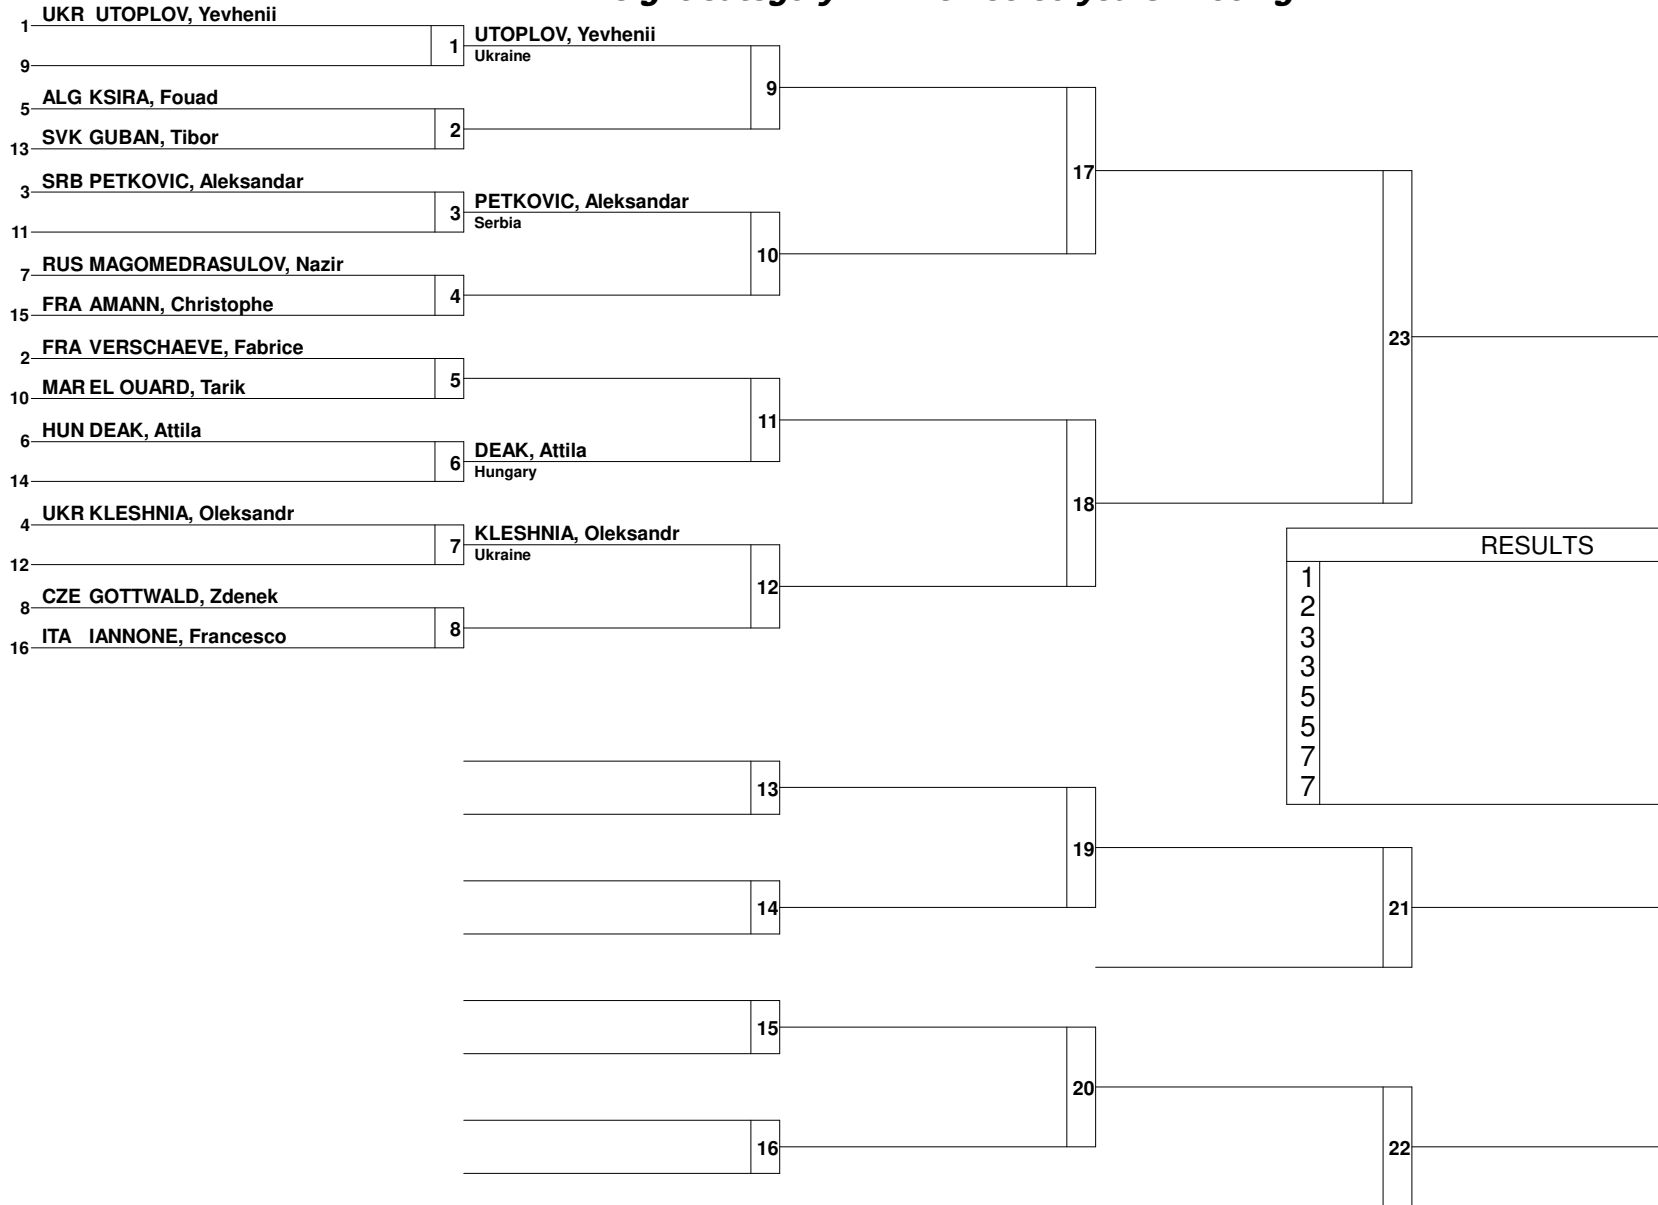 1 UKR UTOPLOV, Yevhenii
9
1 UTOPLOV, Yevhenii
Ukraine
5 ALG KSIRA, Fouad
13 SVK GUBAN, Tibor
2
9
3 SRB PETKOVIC, Aleksandar
11
3 PETKOVIC, Aleksandar
Serbia
7 RUS MAGOMEDRASULOV, Nazir
15 FRA AMANN, Christophe
4
10
17
2 FRA VERSCHAEVE, Fabrice
10 MAR EL OUARD, Tarik
5
6 HUN DEAK, Attila
14
6 DEAK, Attila
Hungary
11
4 UKR KLESHNIA, Oleksandr
12
7 KLESHNIA, Oleksandr
Ukraine
8 CZE GOTTWALD, Zdenek
16 ITA IANNONE, Francesco
8
12
18
23
RESULTS
1
2
3
3
5
5
7
7
13
14
19
21
15
16
20
22